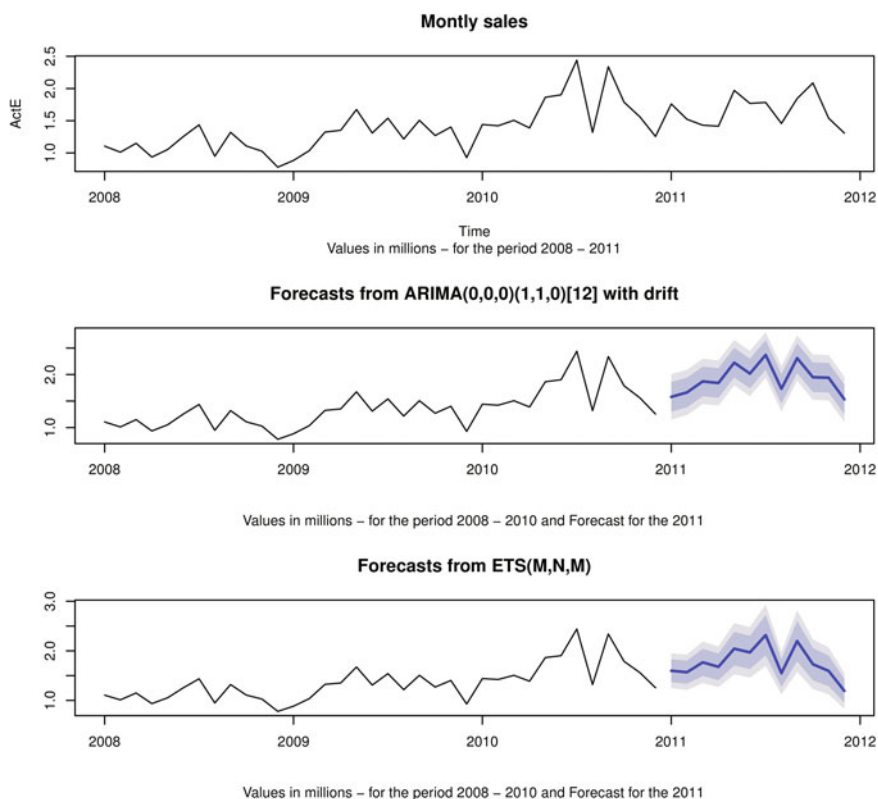 Montly sales
ActE
2.5
2.0
1.5
1.0
2008 2009 2010 2011 2012
Time
Values in millions − for the period 2008 − 2011
Forecasts from ARIMA(0,0,0)(1,1,0)[12] with drift
2.0
1.0
2008 2009 2010 2011 2012
Values in millions − for the period 2008 − 2010 and Forecast for the 2011
Forecasts from ETS(M,N,M)
3.0
2.0
1.0
2008 2009 2010 2011 2012
Values in millions − for the period 2008 − 2010 and Forecast for the 2011